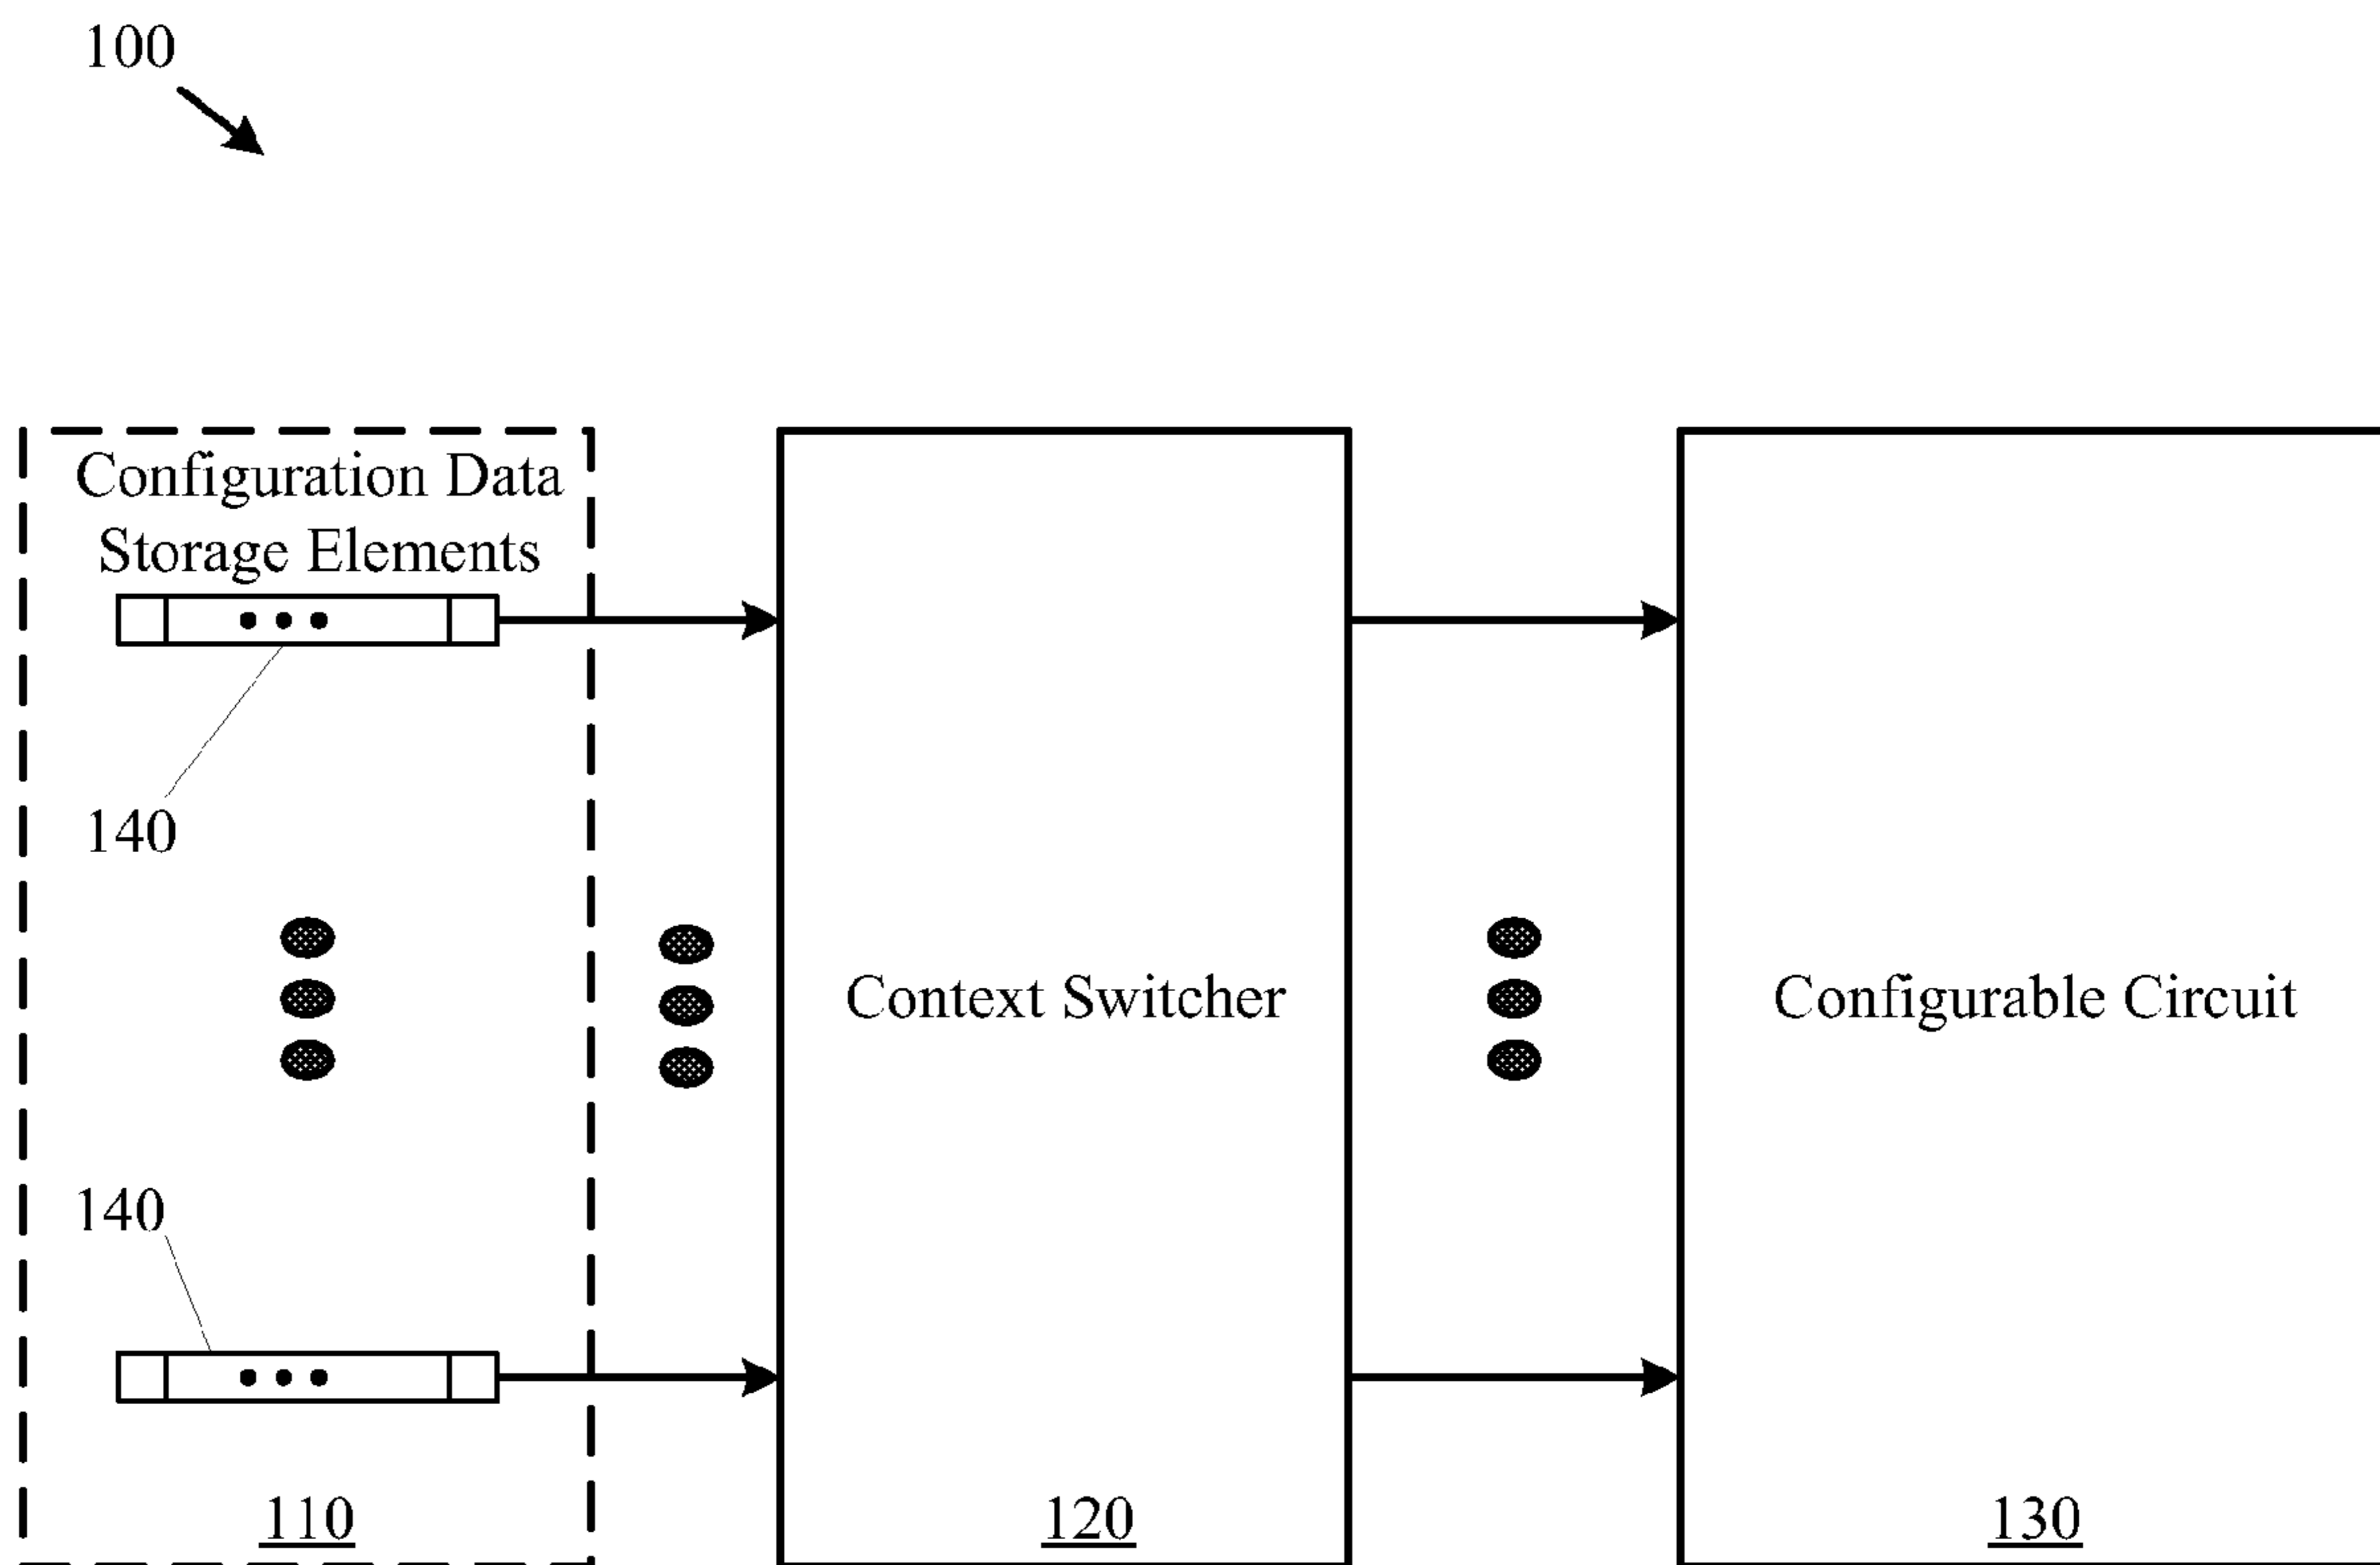 100
Configuration Data
Storage Elements
140
Context Switcher
Configurable Circuit
140
110
120
130